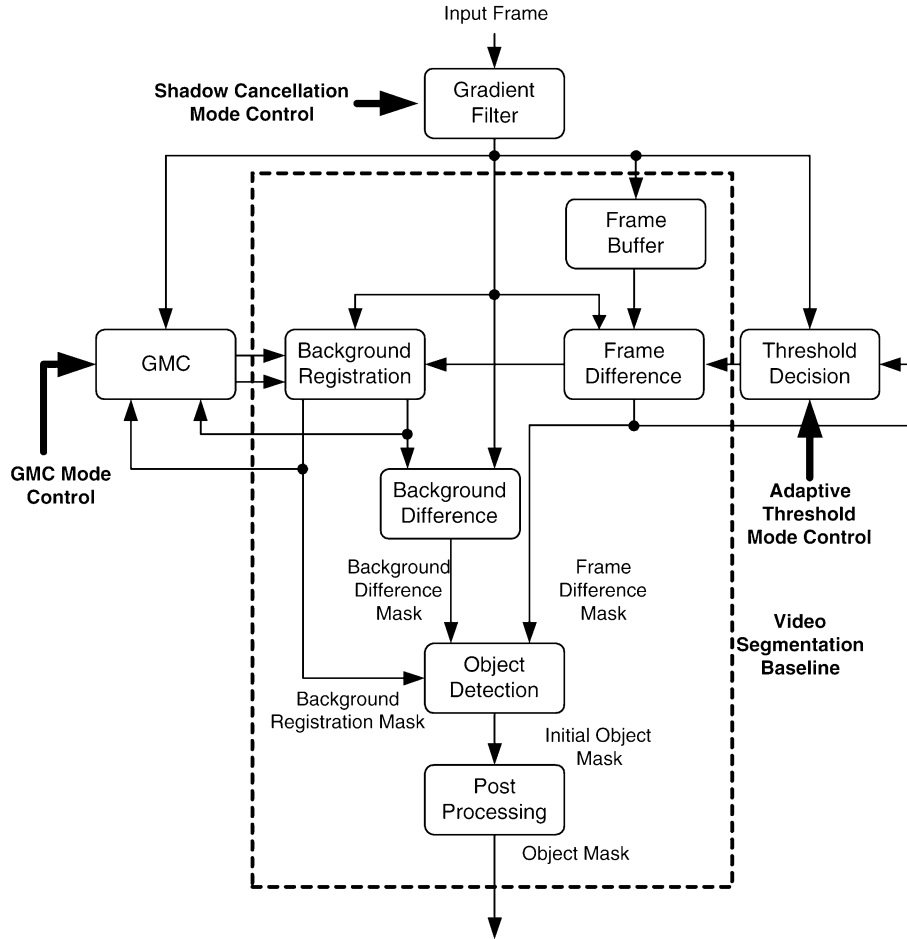 Input Frame
Shadow Cancellation
Mode Control
Gradient
Filter
Frame
Buffer
GMC
Background
Registration
Frame
Difference
Threshold
Decision
GMC Mode
Control
Background
Difference
Adaptive
Threshold
Mode Control
Background
Difference
Mask
Frame
Difference
Mask
Video
Segmentation
Baseline
Object
Detection
Background
Registration Mask
Initial Object
Mask
Post
Processing
Object Mask